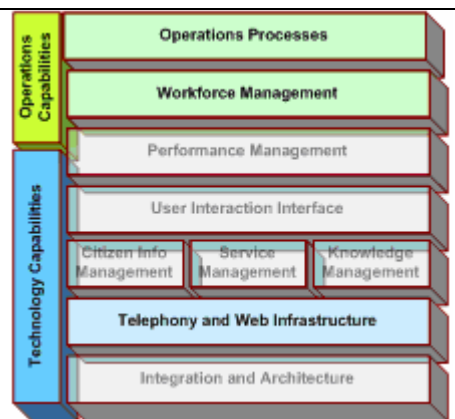 Operations
Capabilities
Operations Processes
Workforce Management
Performance Management
Technology Capabilities
User Interaction Interface
Citizen Info
Management
Service
Management
Knowledge
Management
Telephony and Web Infrastructure
Integration and Architecture